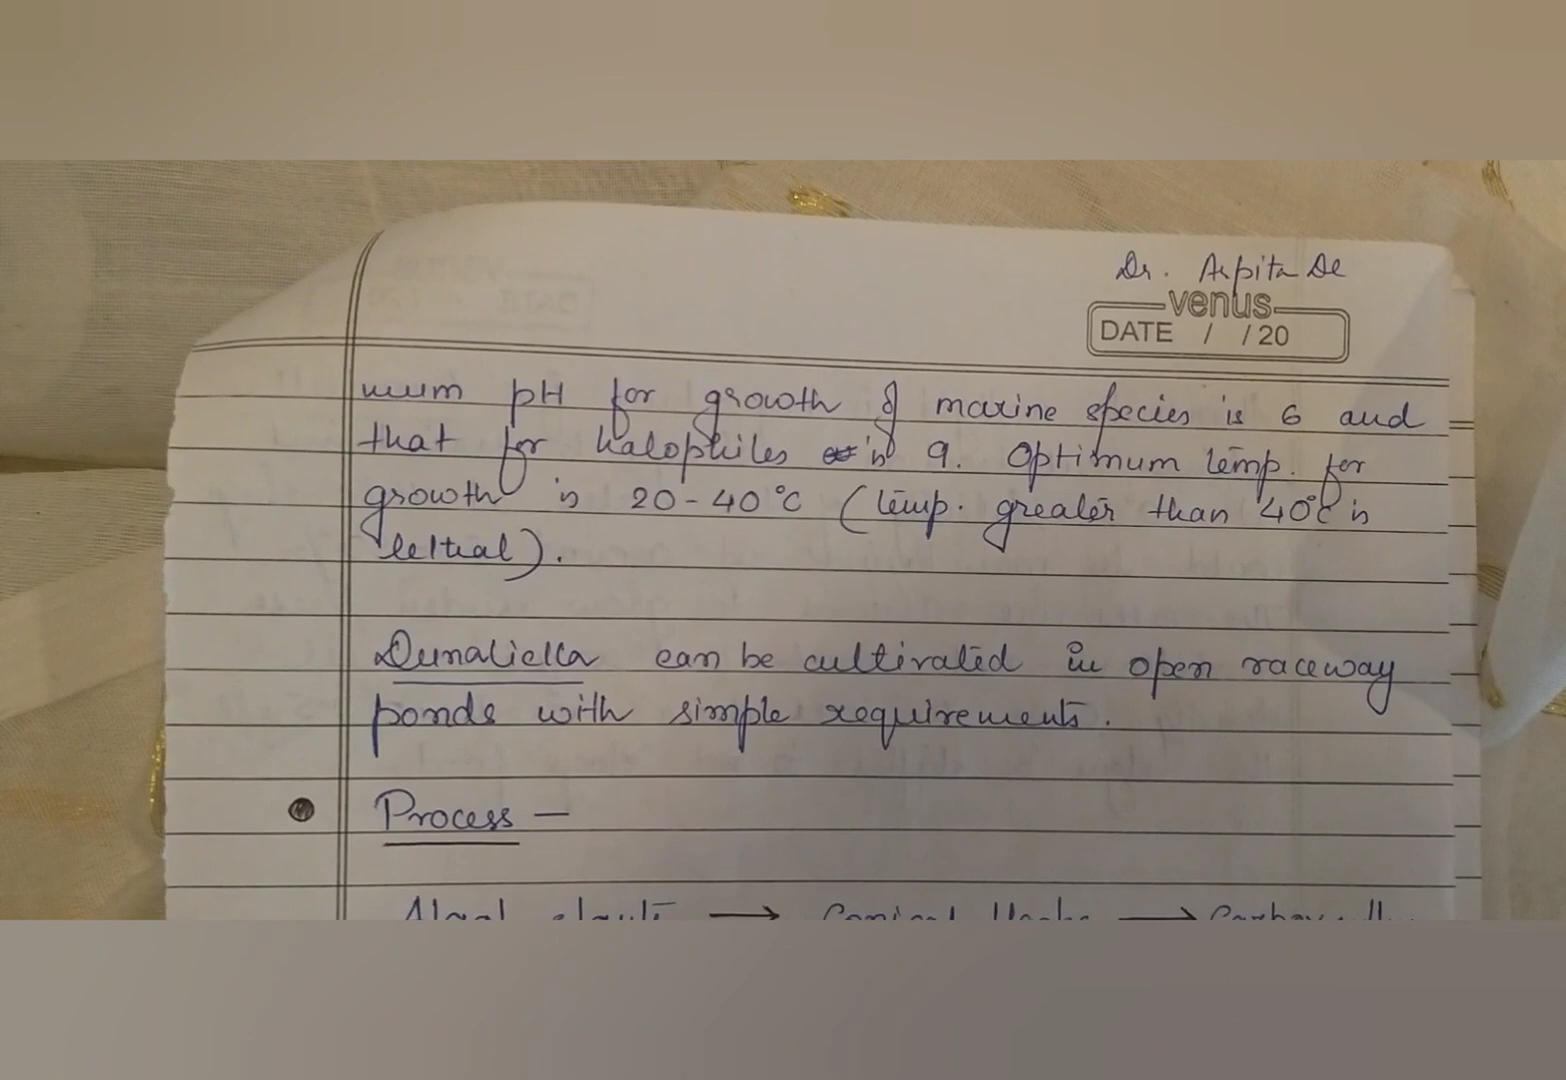 Dr. Arpita De
venus
DATE / /20
mum pH for growth of marine species is 6 and
that for halophiles is 9. Optimum temp. for
growth is 20-40°C (temp. greater than 40°C is
lethal).
Dunaliella can be cultivated in open raceway
ponds with simple requirements.
Process —